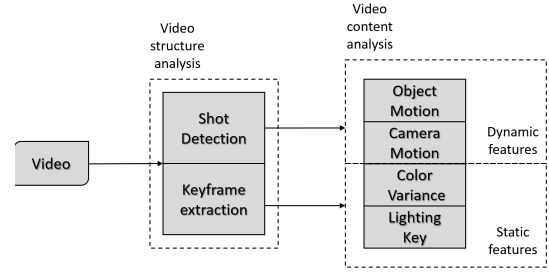 Video
structure
analysis
Video
content
analysis
Video
Shot
Detection
Keyframe
extraction
Object
Motion
Camera
Motion
Color
Variance
Lighting
Key
Dynamic
features
Static
features